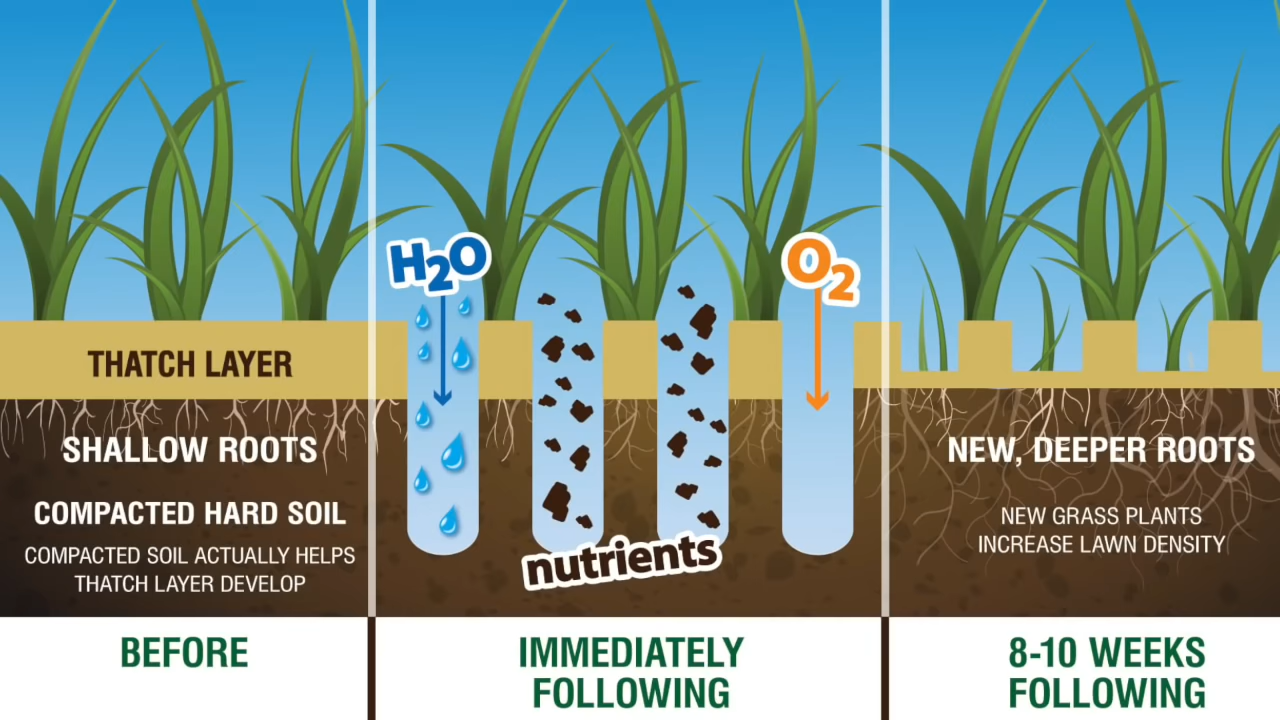 THATCH LAYER
SHALLOW ROOTS
COMPACTED HARD SOIL
COMPACTED SOIL ACTUALLY HELPS
THATCH LAYER DEVELOP
BEFORE
H2O
O2
nutrients
IMMEDIATELY
FOLLOWING
NEW, DEEPER ROOTS
NEW GRASS PLANTS
INCREASE LAWN DENSITY
8-10 WEEKS
FOLLOWING